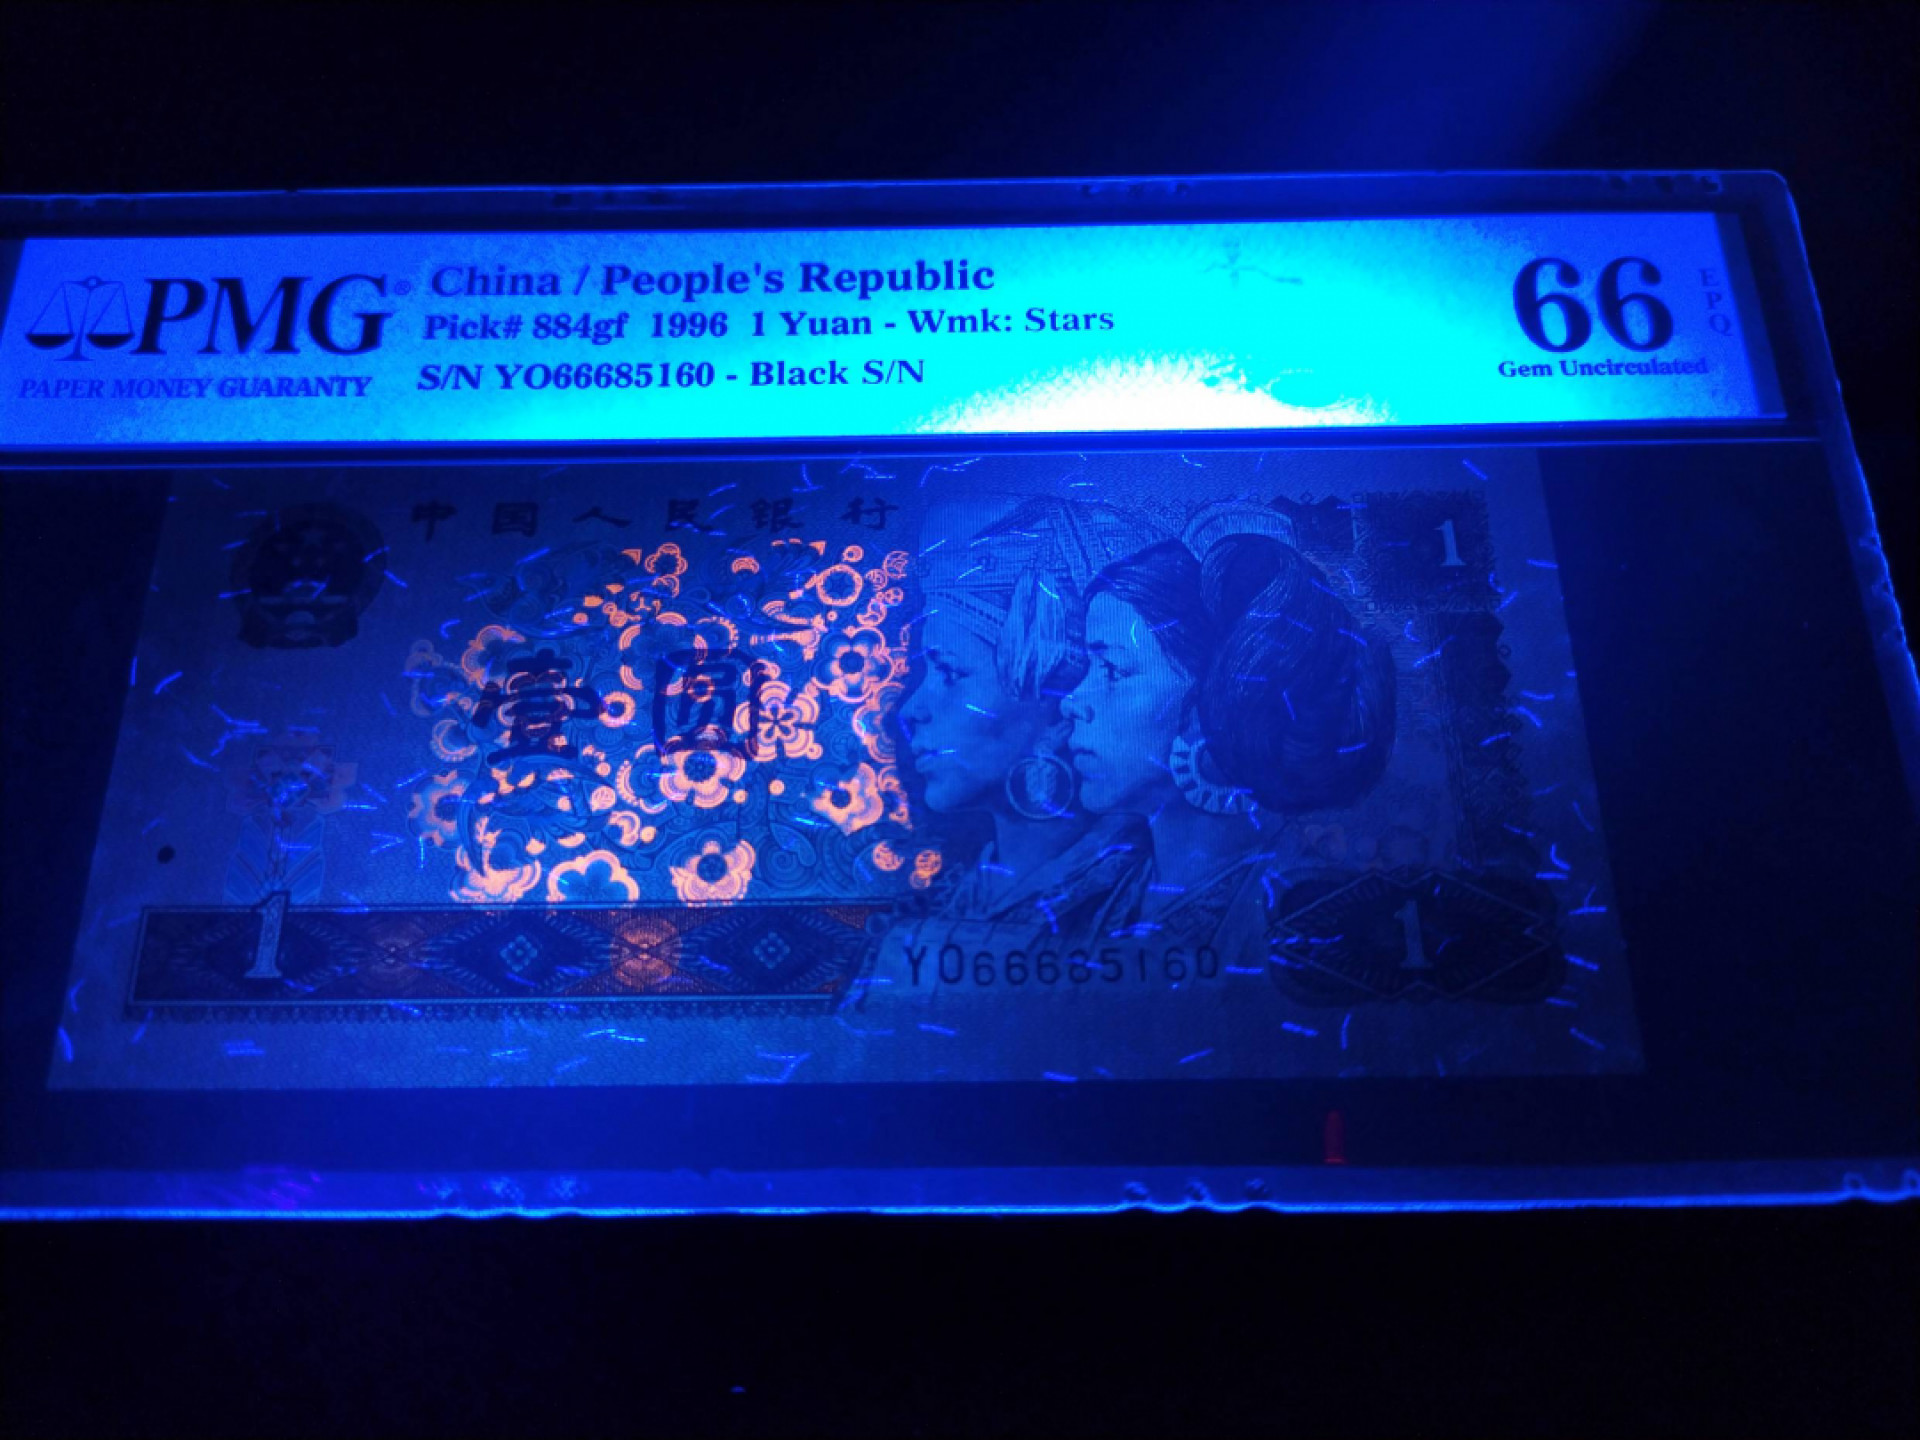 PMG®
PAPER MONEY GUARANTY
China / People's Republic
Pick# 884gf 1996 1 Yuan - Wmk: Stars
S/N YO66685160 - Black S/N
66 EPQ
Gem Uncirculated
中国人民银行
1
壹圆
1
YO66685160
1